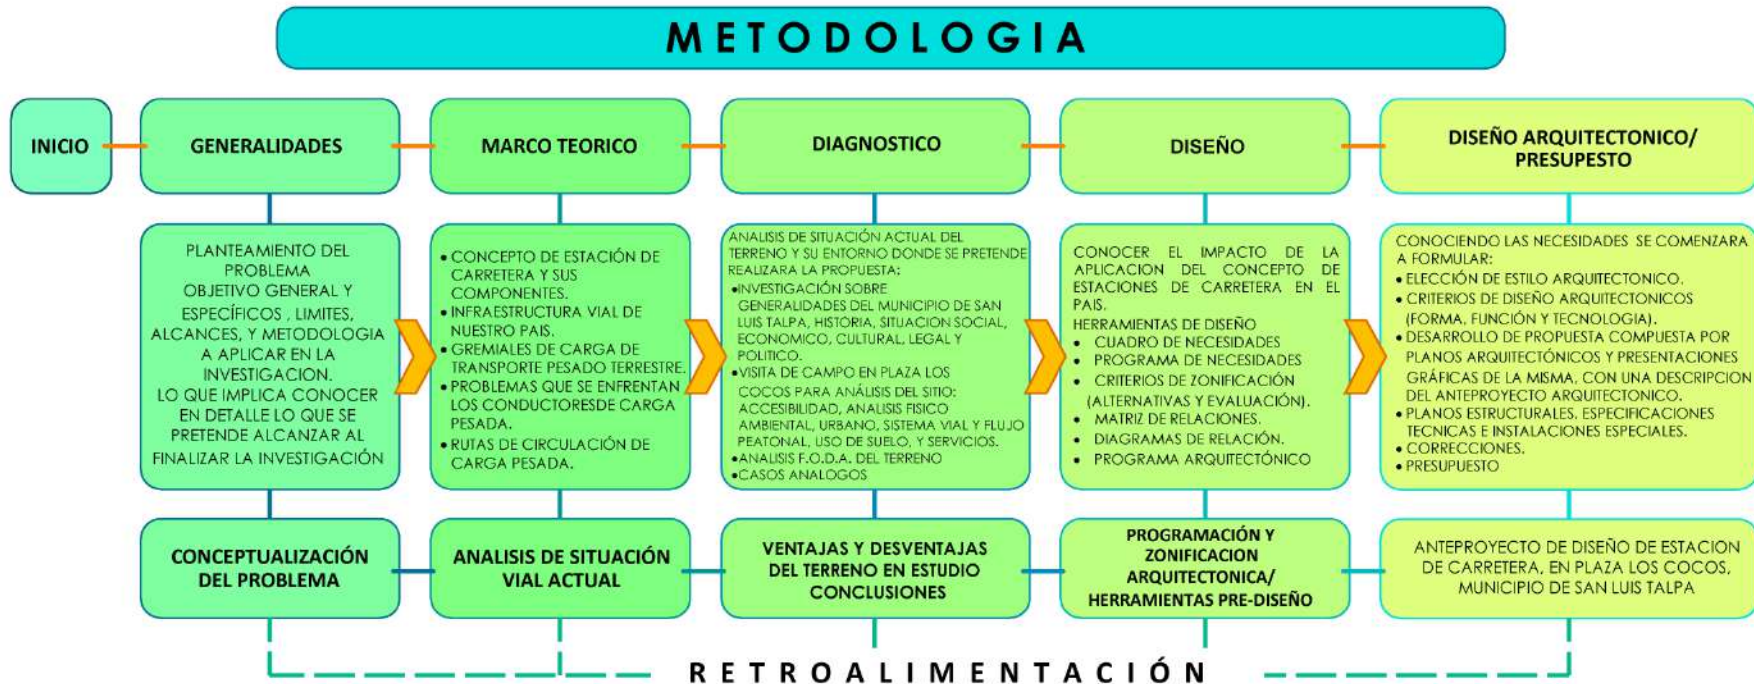 METODOLOGIA
INICIO
GENERALIDADES
MARCO TEORICO
DIAGNOSTICO
DISEÑO
DISEÑO ARQUITECTONICO/
PRESUPESTO
PLANTEAMIENTO DEL
PROBLEMA
OBJETIVO GENERAL Y
ESPECÍFICOS , LIMITES,
ALCANCES, Y METODOLOGIA
A APLICAR EN LA
INVESTIGACION.
LO QUE IMPLICA CONOCER
EN DETALLE LO QUE SE
PRETENDE ALCANZAR AL
FINALIZAR LA INVESTIGACIÓN
• CONCEPTO DE ESTACIÓN DE
CARRETERA Y SUS
COMPONENTES.
• INFRAESTRUCTURA VIAL DE
NUESTRO PAIS.
• GREMIALES DE CARGA DE
TRANSPORTE PESADO TERRESTRE.
• PROBLEMAS QUE SE ENFRENTAN
LOS CONDUCTORESDE CARGA
PESADA.
• RUTAS DE CIRCULACIÓN DE
CARGA PESADA.
ANALISIS DE SITUACIÓN ACTUAL DEL
TERRENO Y SU ENTORNO DONDE SE PRETENDE
REALIZARA LA PROPUESTA:
• INVESTIGACIÓN SOBRE
GENERALIDADES DEL MUNICIPIO DE SAN
LUIS TALPA, HISTORIA, SITUACION SOCIAL,
ECONOMICO, CULTURAL, LEGAL Y
POLITICO.
• VISITA DE CAMPO EN PLAZA LOS
COCOS PARA ANÁLISIS DEL SITIO:
ACCESIBILIDAD, ANALISIS FISICO
AMBIENTAL, URBANO, SISTEMA VIAL Y FLUJO
PEATONAL, USO DE SUELO, Y SERVICIOS.
• ANALISIS F.O.D.A. DEL TERRENO
• CASOS ANALOGOS
CONOCER EL IMPACTO DE LA
APLICACION DEL CONCEPTO DE
ESTACIONES DE CARRETERA EN EL
PAIS.
HERRAMIENTAS DE DISEÑO
• CUADRO DE NECESIDADES
• PROGRAMA DE NECESIDADES
• CRITERIOS DE ZONIFICACIÓN
(ALTERNATIVAS Y EVALUACIÓN).
• MATRIZ DE RELACIONES.
• DIAGRAMAS DE RELACIÓN.
• PROGRAMA ARQUITECTÓNICO
CONOCIENDO LAS NECESIDADES SE COMENZARA
A FORMULAR:
• ELECCIÓN DE ESTILO ARQUITECTONICO.
• CRITERIOS DE DISEÑO ARQUITECTONICOS
(FORMA, FUNCIÓN Y TECNOLOGIA).
• DESARROLLO DE PROPUESTA COMPUESTA POR
PLANOS ARQUITECTÓNICOS Y PRESENTACIONES
GRÁFICAS DE LA MISMA, CON UNA DESCRIPCION
DEL ANTEPROYECTO ARQUITECTONICO.
• PLANOS ESTRUCTURALES, ESPECIFICACIONES
TECNICAS E INSTALACIONES ESPECIALES.
• CORRECCIONES.
• PRESUPUESTO
CONCEPTUALIZACIÓN
DEL PROBLEMA
ANALISIS DE SITUACIÓN
VIAL ACTUAL
VENTAJAS Y DESVENTAJAS
DEL TERRENO EN ESTUDIO
CONCLUSIONES
PROGRAMACIÓN Y
ZONIFICACION
ARQUITECTONICA/
HERRAMIENTAS PRE-DISEÑO
ANTEPROYECTO DE DISEÑO DE ESTACION
DE CARRETERA, EN PLAZA LOS COCOS,
MUNICIPIO DE SAN LUIS TALPA
RETROALIMENTACIÓN